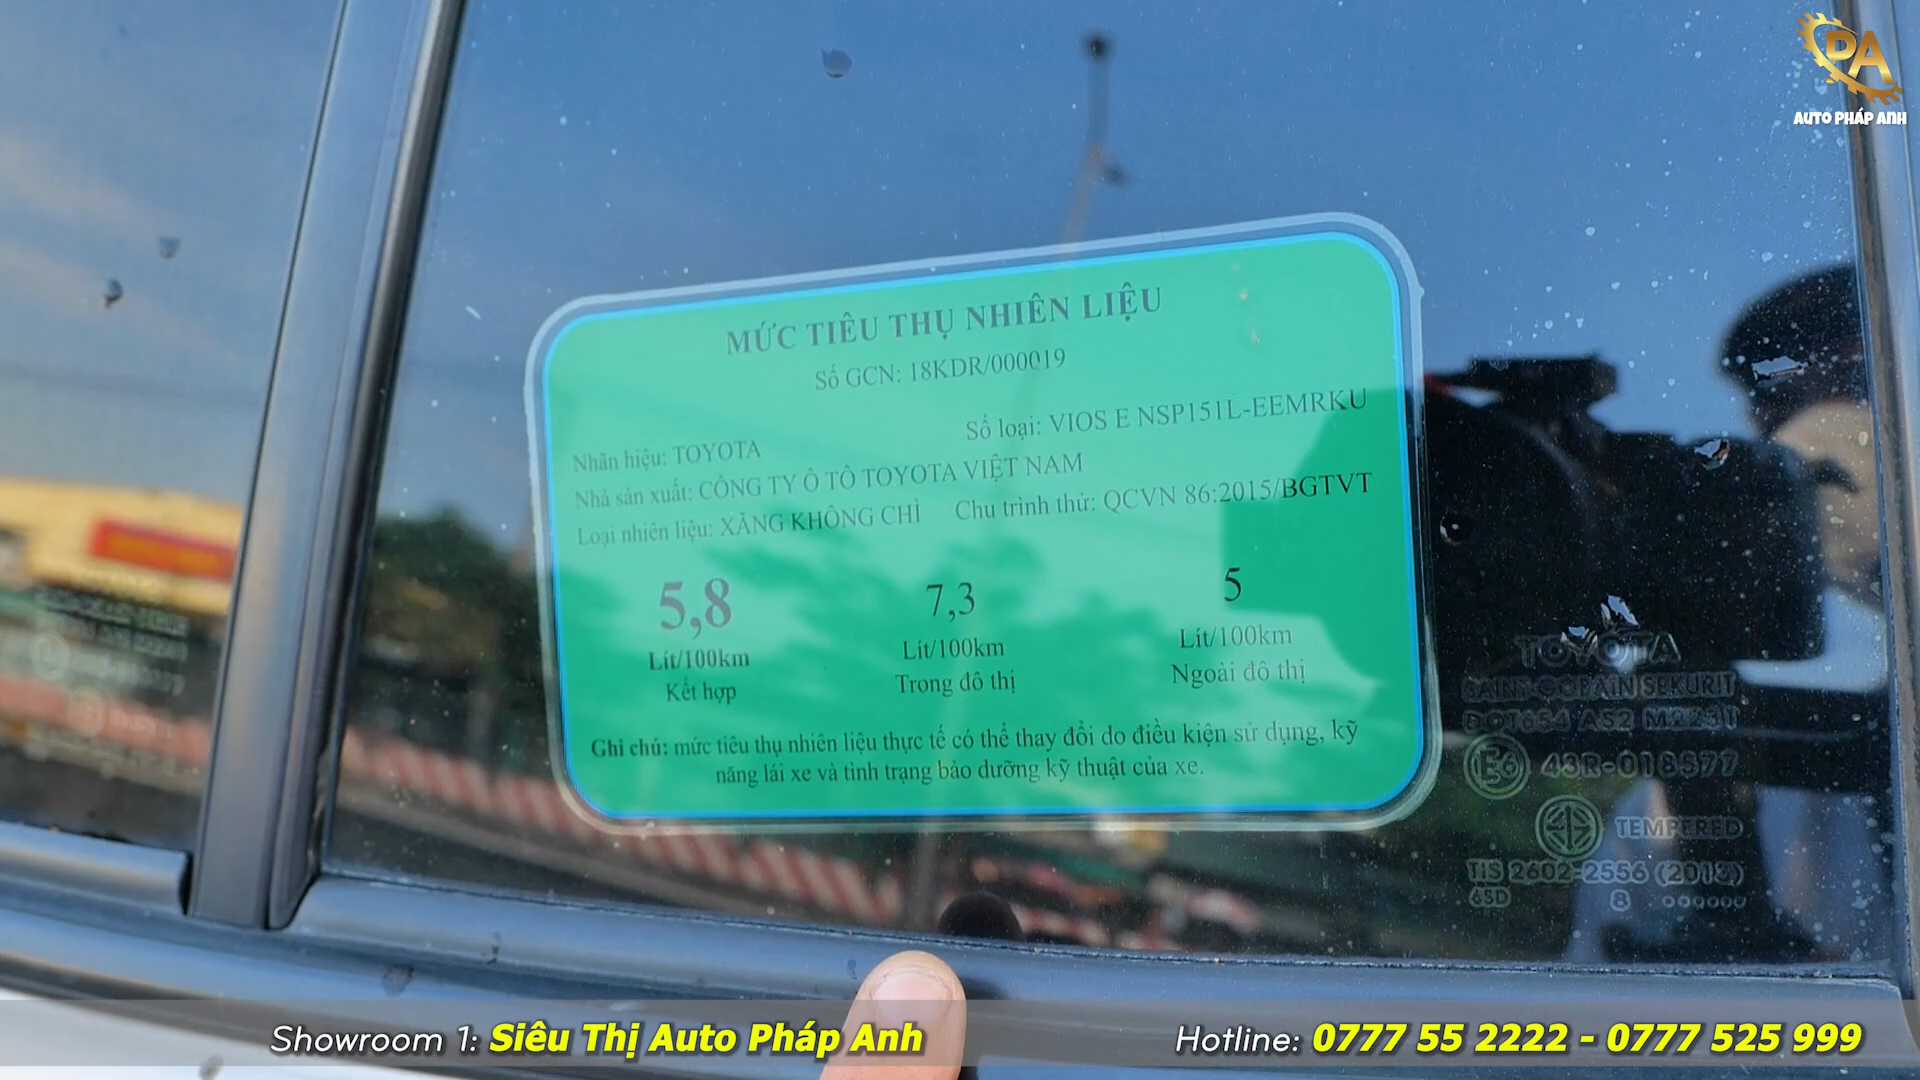 PA
AUTO PHÁP ANH
MỨC TIÊU THỤ NHIÊN LIỆU
Số GCN: 18KDR/000019
Nhãn hiệu: TOYOTA Số loại: VIOS E NSP151L-EEMRKU
Nhà sản xuất: CÔNG TY Ô TÔ TOYOTA VIỆT NAM
Loại nhiên liệu: XĂNG KHÔNG CHÌ Chu trình thử: QCVN 86:2015/BGTVT
5,8 7,3 5
Lít/100km Lít/100km Lít/100km
Kết hợp Trong đô thị Ngoài đô thị
Ghi chú: mức tiêu thụ nhiên liệu thực tế có thể thay đổi do điều kiện sử dụng, kỹ
năng lái xe và tình trạng bảo dưỡng kỹ thuật của xe.
TOYOTA
SAINT-GOBAIN SEKURIT
DOT654 AS2 M2231
E6 43R-018577
TEMPERED
TIS 2602-2556 (2013)
65D 8
Showroom 1: Siêu Thị Auto Pháp Anh
Hotline: 0777 55 2222 - 0777 525 999